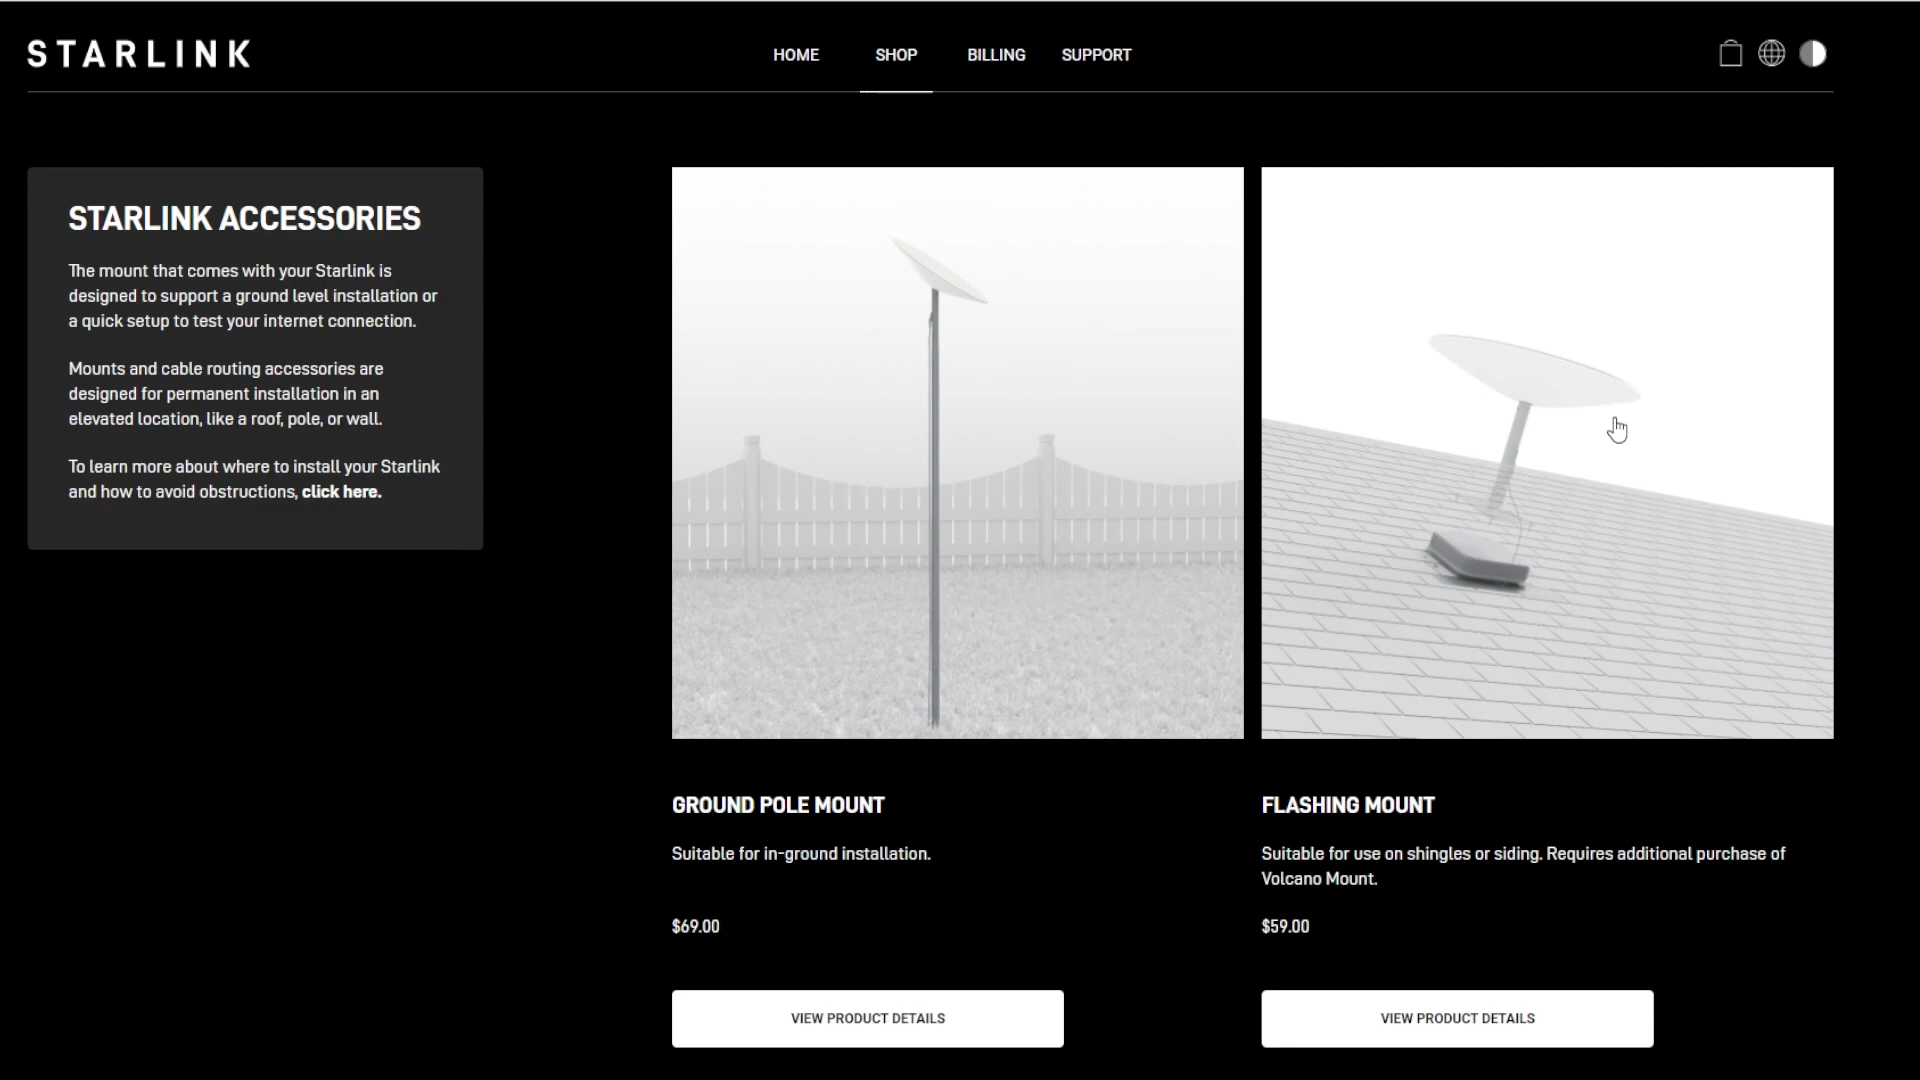 STARLINK
HOME
SHOP
BILLING
SUPPORT
STARLINK ACCESSORIES
The mount that comes with your Starlink is
designed to support a ground level installation or
a quick setup to test your internet connection.
Mounts and cable routing accessories are
designed for permanent installation in an
elevated location, like a roof, pole, or wall.
To learn more about where to install your Starlink
and how to avoid obstructions, click here.
GROUND POLE MOUNT
Suitable for in-ground installation.
$69.00
VIEW PRODUCT DETAILS
FLASHING MOUNT
Suitable for use on shingles or siding. Requires additional purchase of
Volcano Mount.
$59.00
VIEW PRODUCT DETAILS